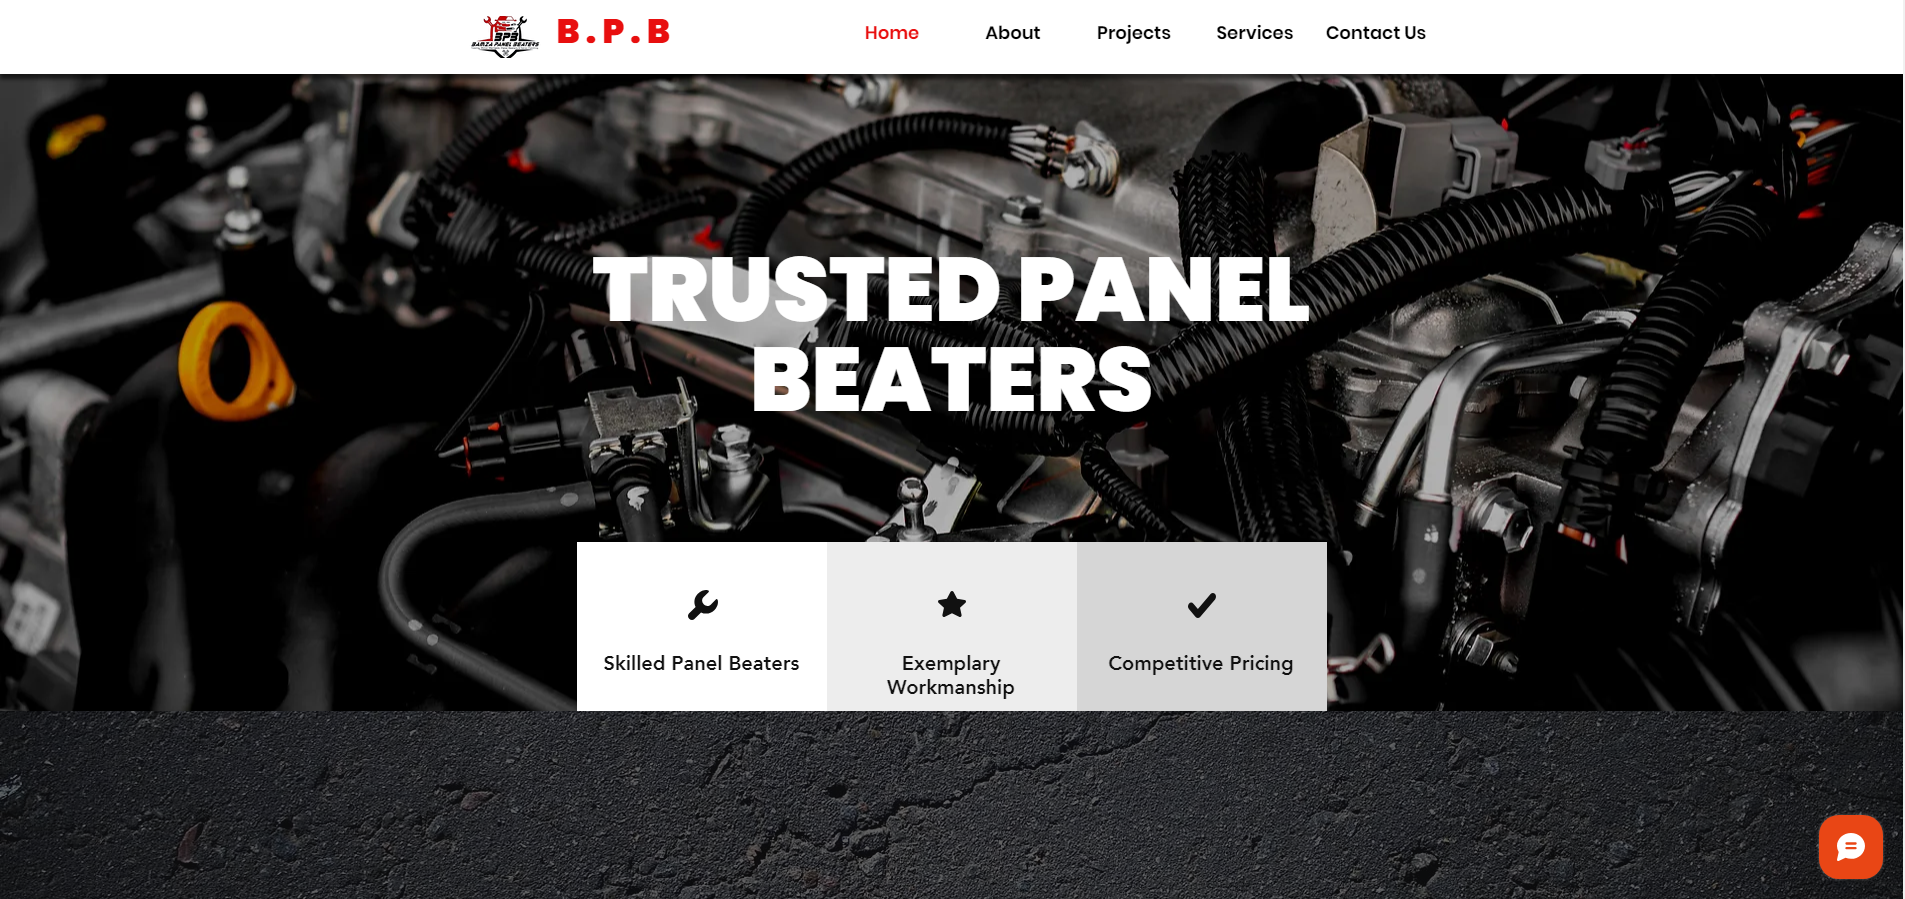 BPB
BAMZA PANEL BEATERS
B.P.B
Home
About
Projects
Services
Contact Us
TRUSTED PANEL
BEATERS
Skilled Panel Beaters
Exemplary
Workmanship
Competitive Pricing